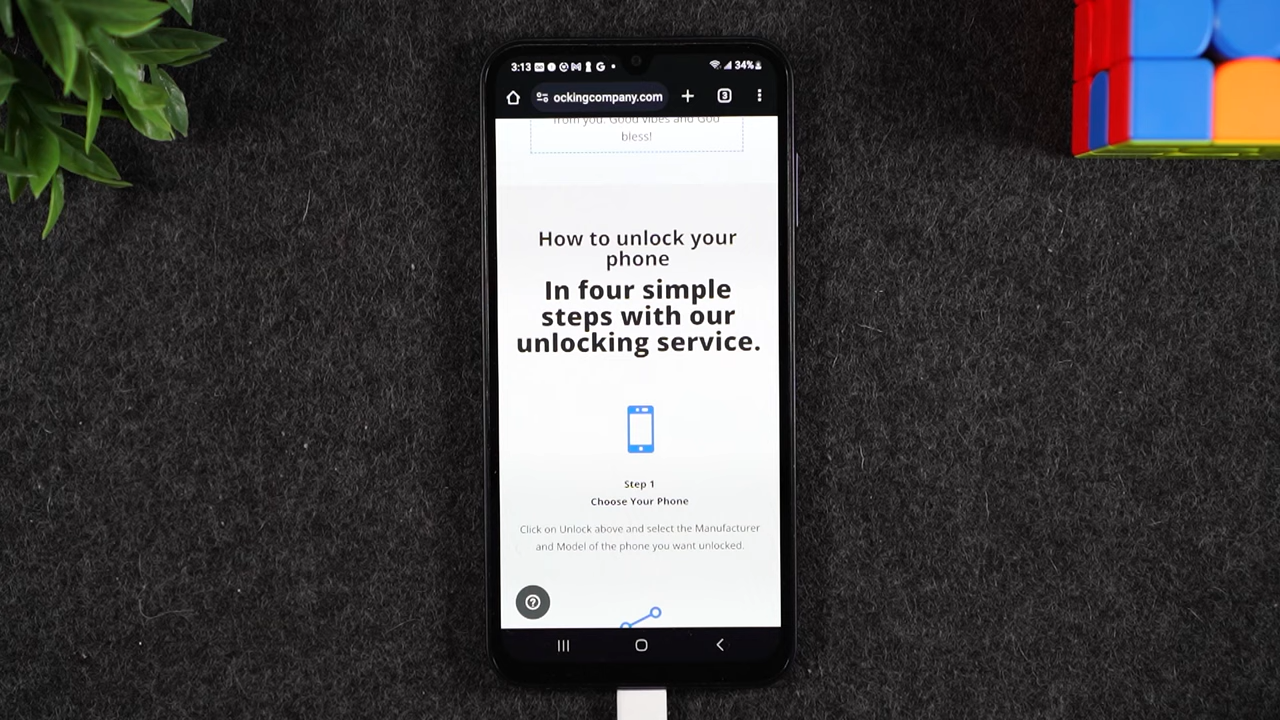 3:13
34%
ockingcompany.com
3
from you. Good vibes and God
bless!
How to unlock your
phone
In four simple
steps with our
unlocking service.
Step 1
Choose Your Phone
Click on Unlock above and select the Manufacturer
and Model of the phone you want unlocked.